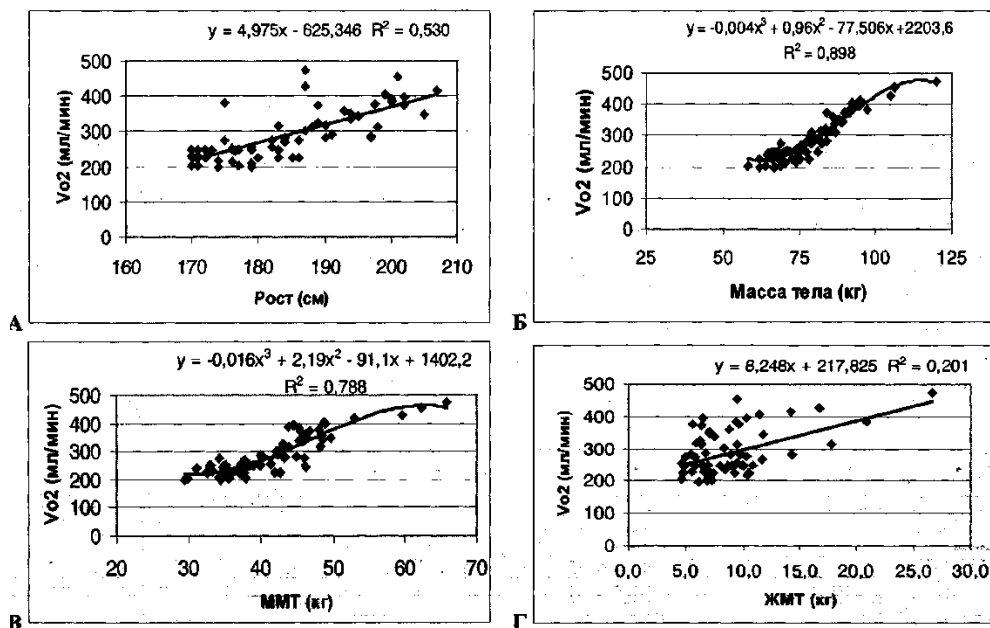 y = 4,975x - 625,346 R² = 0,530
Vo2 (мл/мин)
500
400
300
200
100
0
160 170 180 190 200 210
Рост (см)
А
y = -0,004x³ + 0,96x² - 77,506x+2203,6
R² = 0,898
Vo2 (мл/мин)
500
400
300
200
100
0
25 50 75 100 125
Масса тела (кг)
Б
y = -0,016x³ + 2,19x² - 91,1x + 1402,2
R² = 0,788
Vo2 (мл/мин)
500
400
300
200
100
0
20 30 40 50 60 70
ММТ (кг)
В
y = 8,248x + 217,825 R² = 0,201
Vo2 (мл/мин)
500
400
300
200
100
0
0,0 5,0 10,0 15,0 20,0 25,0 30,0
ЖМТ (кг)
Г